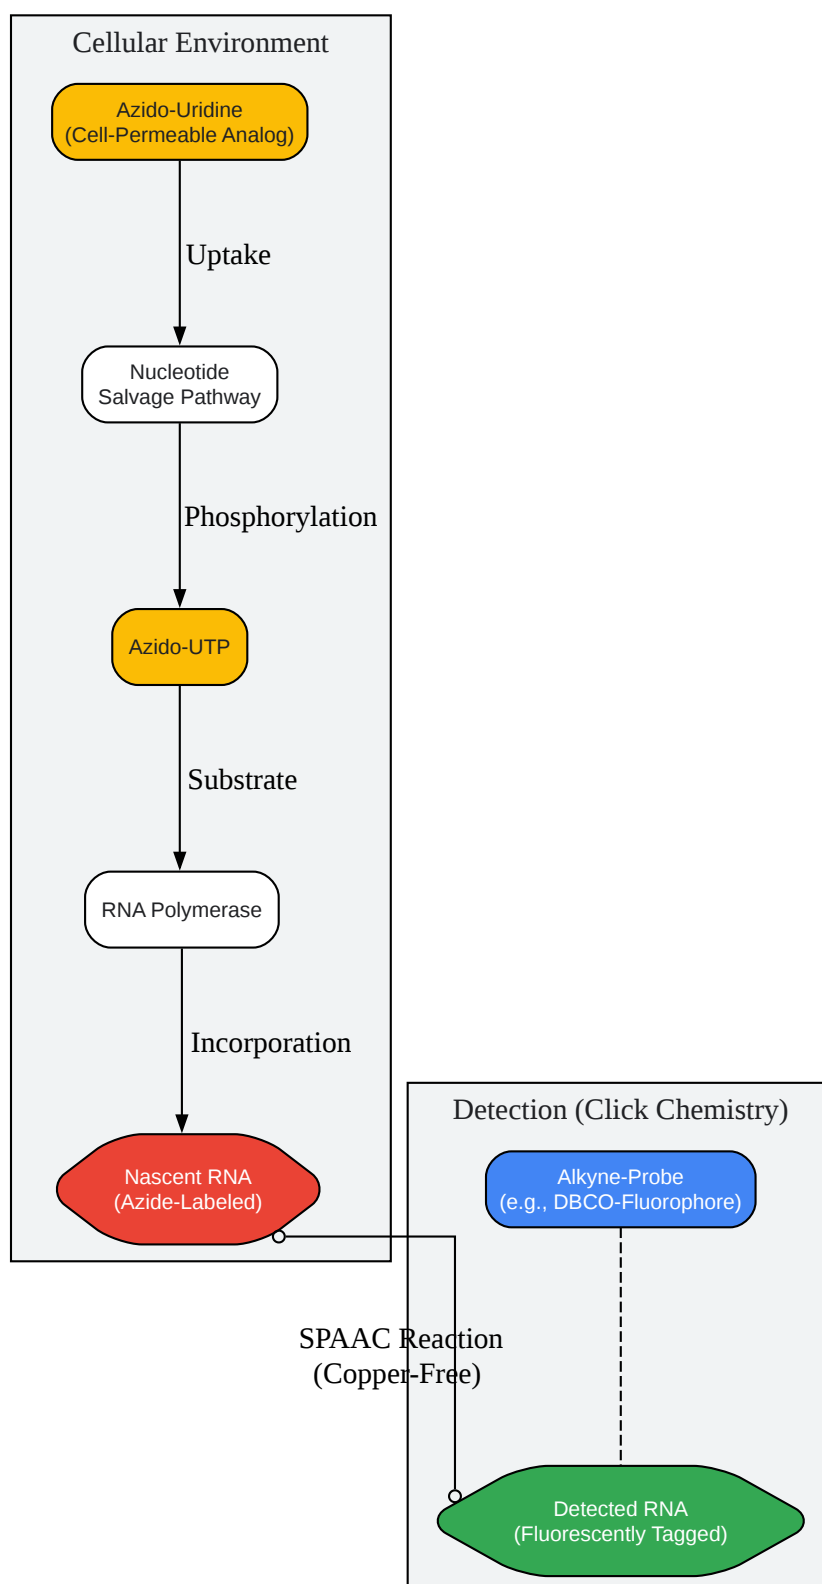 Cellular Environment
Azido-Uridine
(Cell-Permeable Analog)
Uptake
Nucleotide
Salvage Pathway
Phosphorylation
Azido-UTP
Substrate
RNA Polymerase
Incorporation
Nascent RNA
(Azide-Labeled)
Detection (Click Chemistry)
Alkyne-Probe
(e.g., DBCO-Fluorophore)
SPAAC Reaction
(Copper-Free)
Detected RNA
(Fluorescently Tagged)